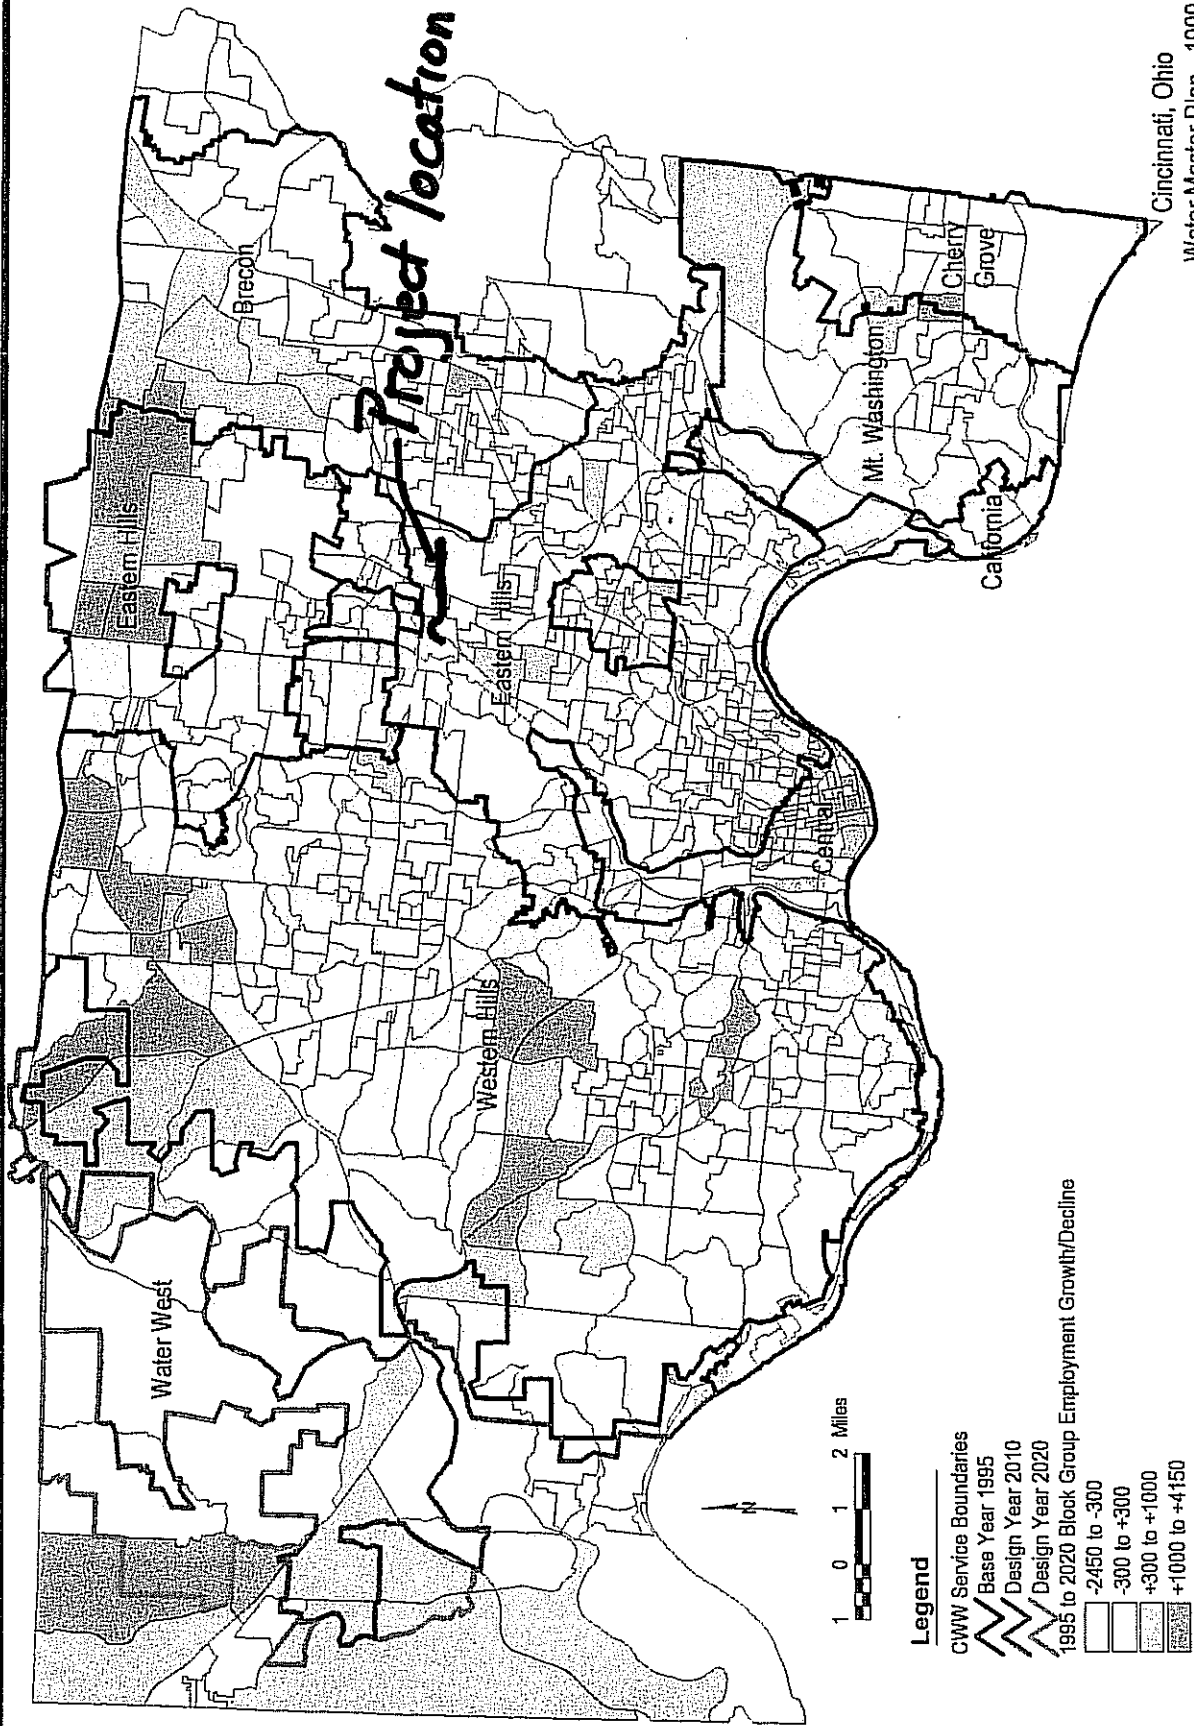 Project location
Brecon
Eastern Hills
Eastern Hills
Cherry
Grove
Mt. Washington
California
Central
Western Hills
Water West
1 0 1 2 Miles
N
Legend
CWW Service Boundaries
Base Year 1995
Design Year 2010
Design Year 2020
1995 to 2020 Block Group Employment Growth/Decline
-2450 to -300
-300 to +300
+300 to +1000
+1000 to +4150
Cincinnati, Ohio
Water Master Plan